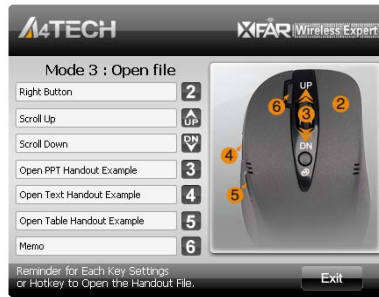 A4TECH
XFAR Wireless Expert
Mode 3 : Open file
Right Button 2
Scroll Up UP
Scroll Down DN
Open PPT Handout Example 3
Open Text Handout Example 4
Open Table Handout Example 5
Memo 6
UP
6
3
2
4
DN
5
Reminder for Each Key Settings
or Hotkey to Open the Handout File.
Exit